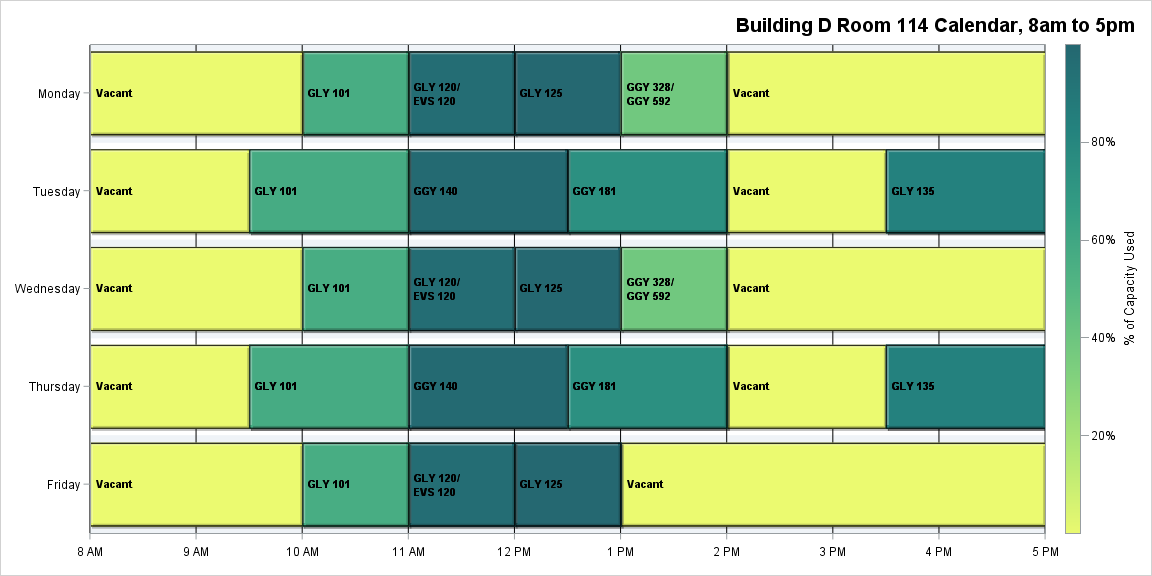 Building D Room 114 Calendar, 8am to 5pm
Monday
Vacant
GLY 101
GLY 120/
EVS 120
GLY 125
GGY 328/
GGY 592
Vacant
Tuesday
Vacant
GLY 101
GGY 140
GGY 181
Vacant
GLY 135
Wednesday
Vacant
GLY 101
GLY 120/
EVS 120
GLY 125
GGY 328/
GGY 592
Vacant
Thursday
Vacant
GLY 101
GGY 140
GGY 181
Vacant
GLY 135
Friday
Vacant
GLY 101
GLY 120/
EVS 120
GLY 125
Vacant
8 AM
9 AM
10 AM
11 AM
12 PM
1 PM
2 PM
3 PM
4 PM
5 PM
80%
60%
40%
20%
% of Capacity Used